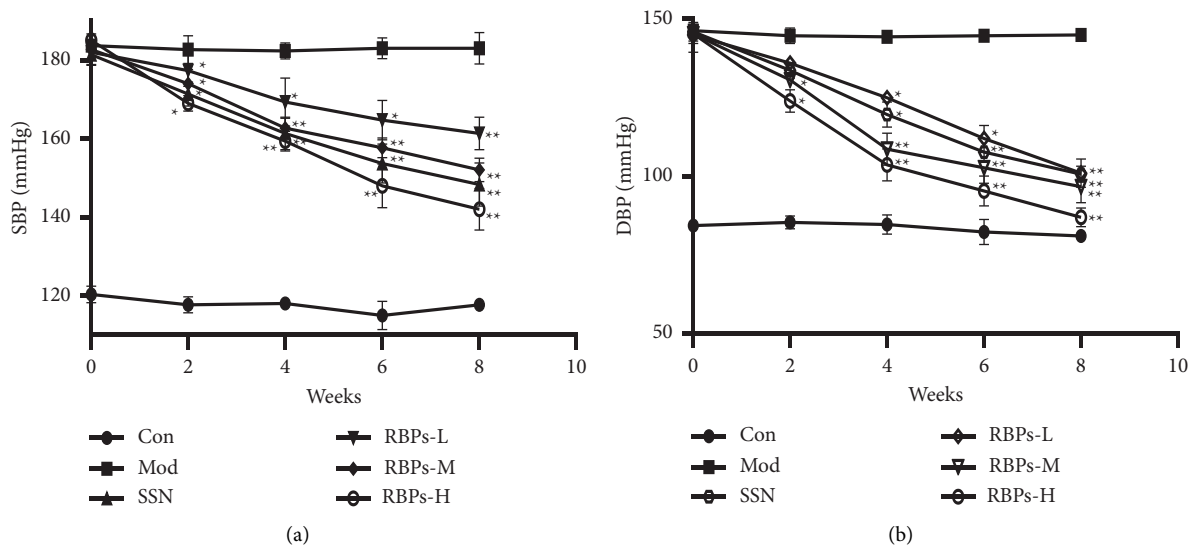 SBP (mmHg)
180
160
140
120
0 2 4 6 8 10
Weeks
* * * *
* ** ** **
* ** ** **
** ** ** **
Con RBPs-L
Mod RBPs-M
SSN RBPs-H
(a)
DBP (mmHg)
150
100
50
0 2 4 6 8 10
Weeks
* * * *
* ** ** **
** ** ** **
** **
Con RBPs-L
Mod RBPs-M
SSN RBPs-H
(b)